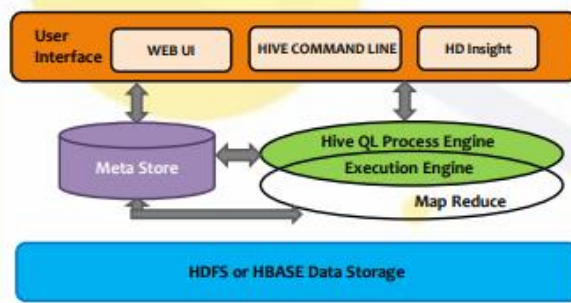 User
Interface
WEB UI
HIVE COMMAND LINE
HD Insight
Meta Store
Hive QL Process Engine
Execution Engine
Map Reduce
HDFS or HBASE Data Storage